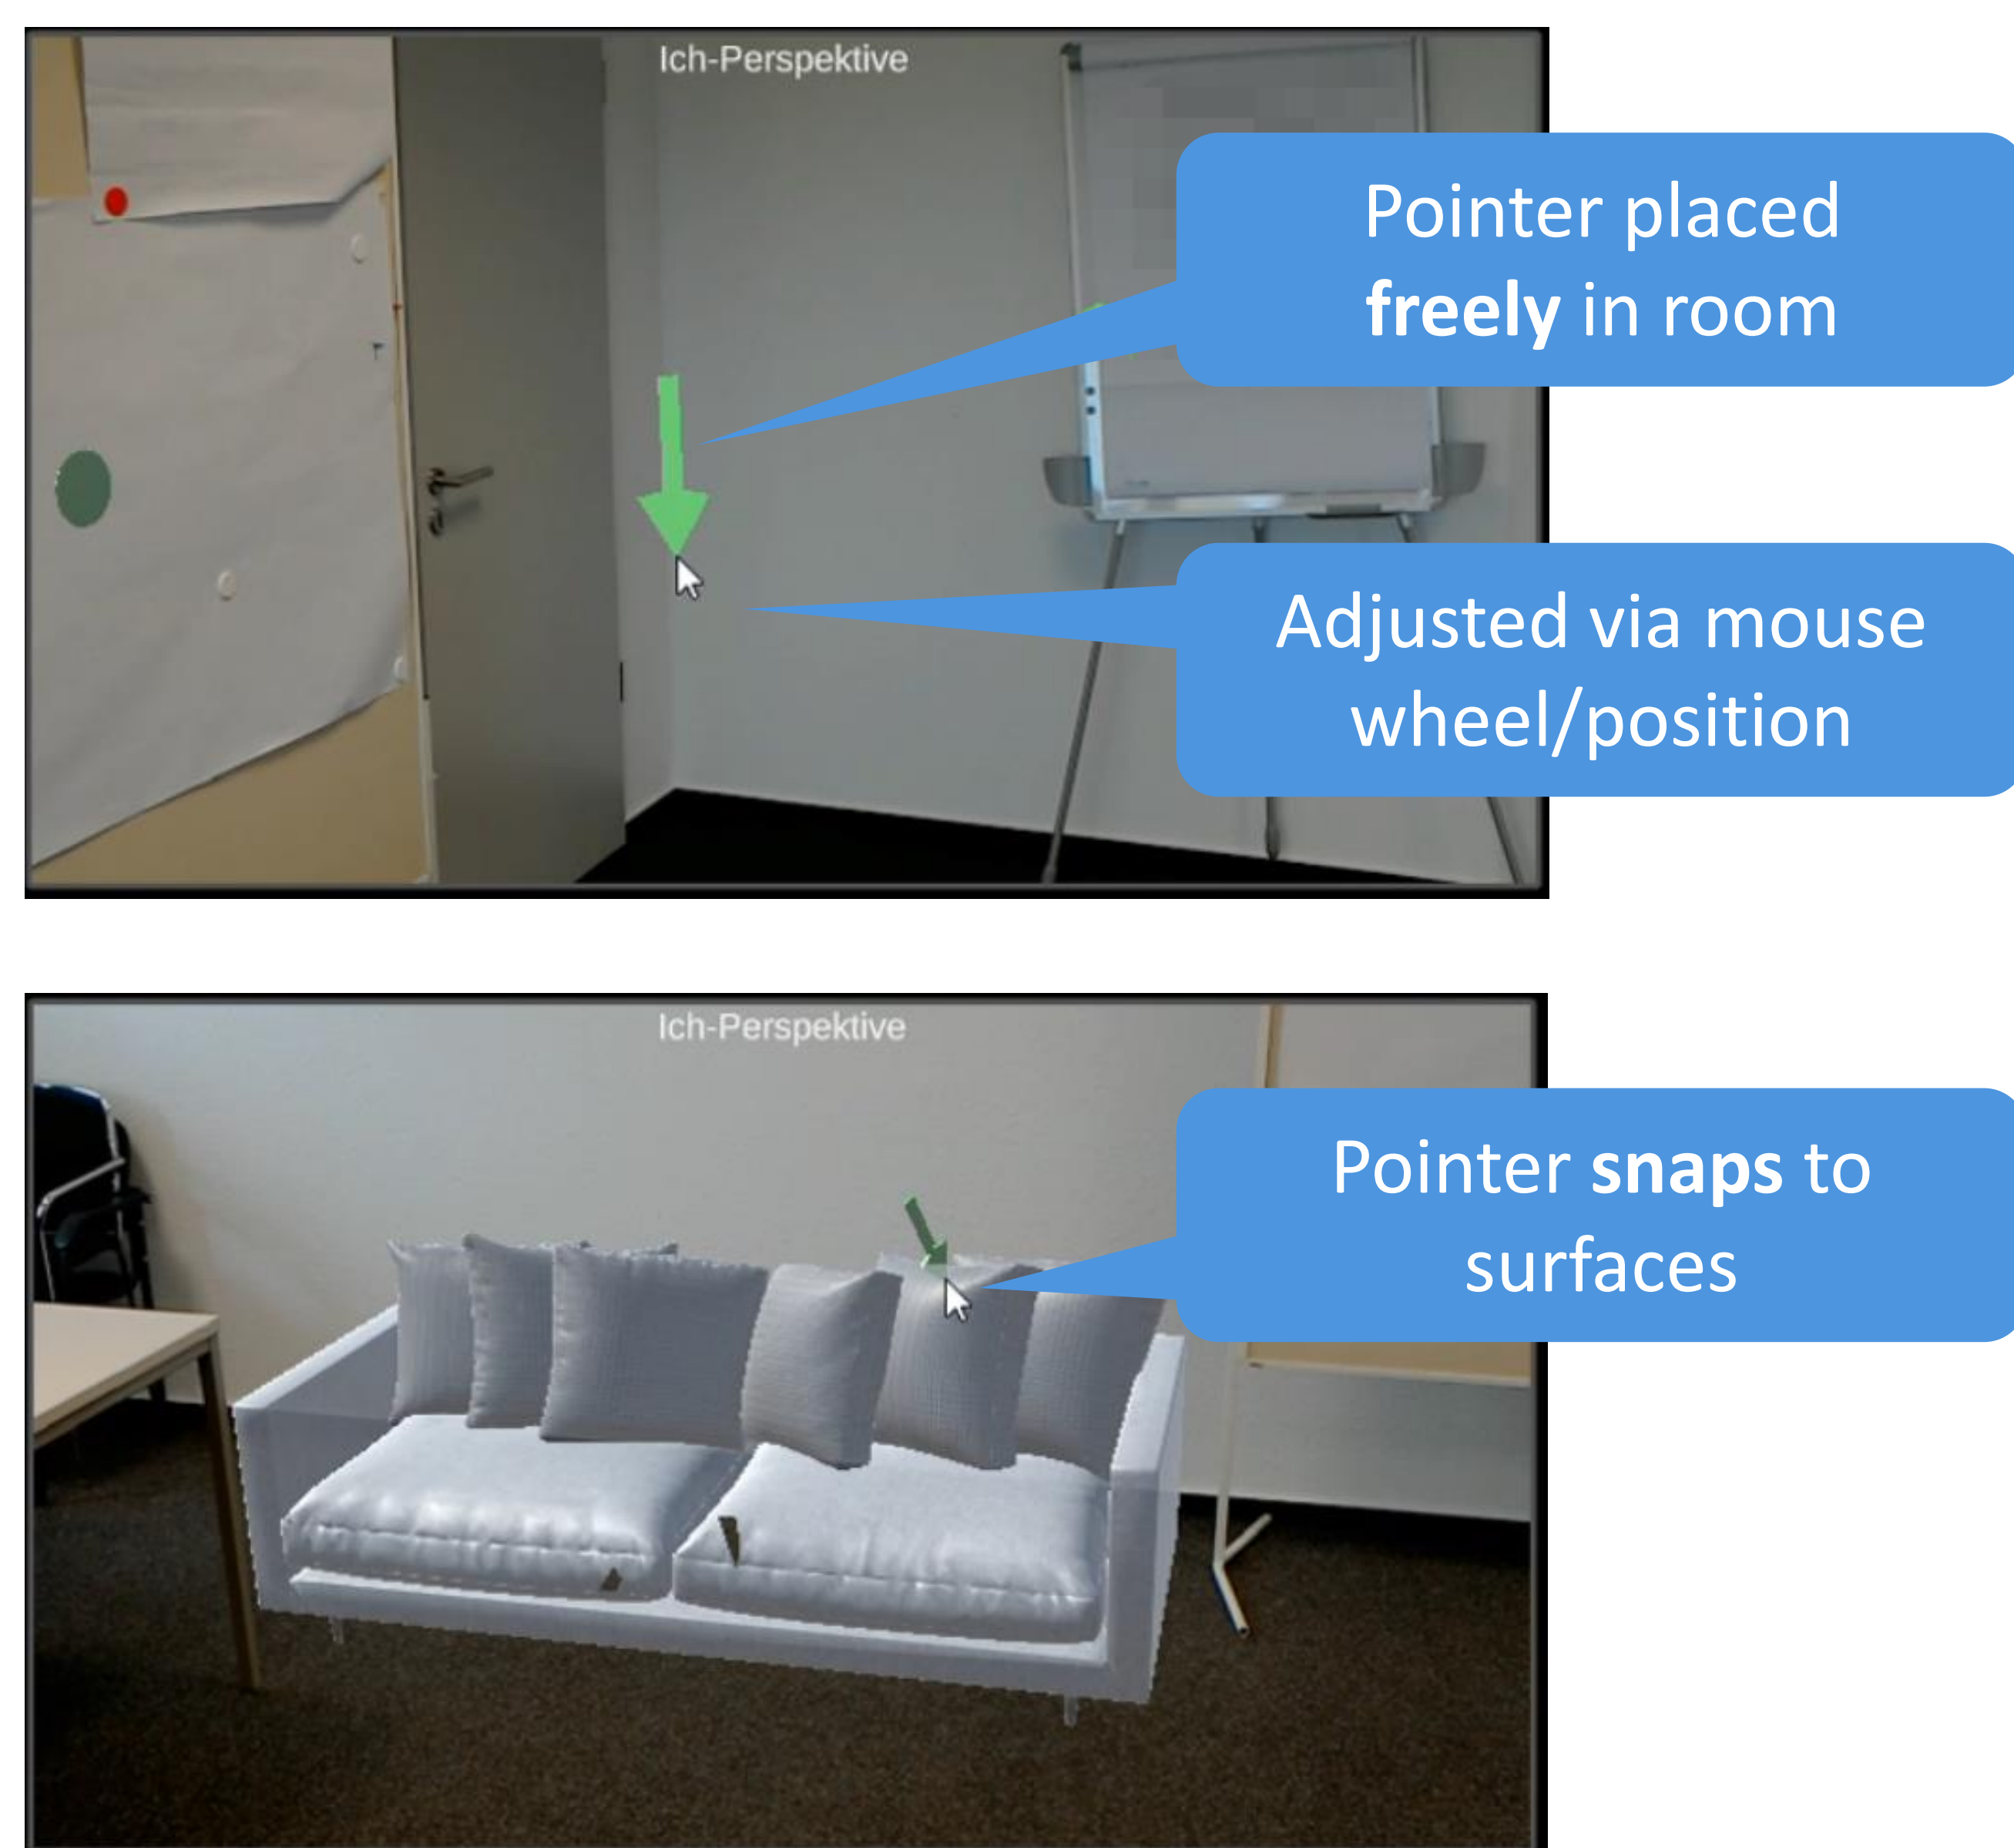 Ich-Perspektive
Pointer placed
freely in room
Adjusted via mouse
wheel/position
Ich-Perspektive
Pointer snaps to
surfaces